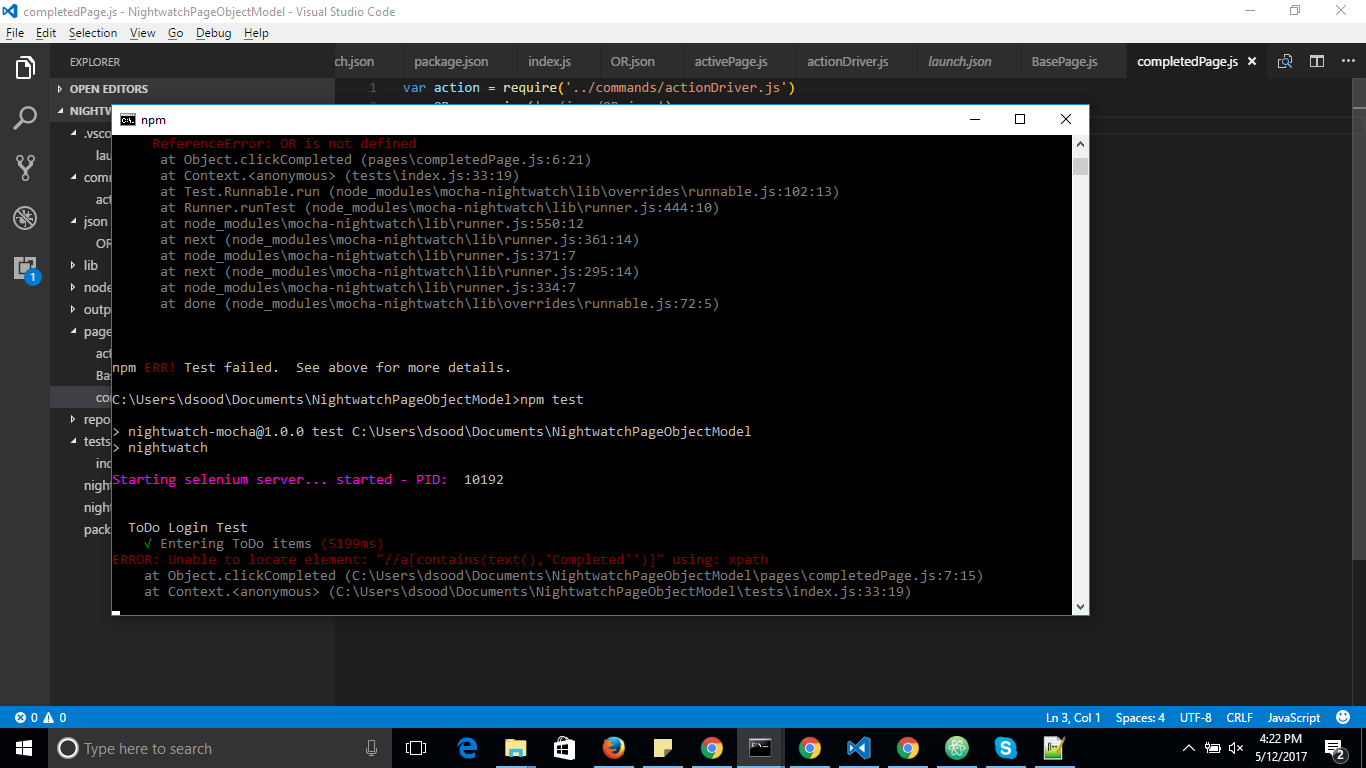 completedPage.js - NightwatchPageObjectModel - Visual Studio Code
File Edit Selection View Go Debug Help
EXPLORER
ch.json package.json index.js OR.json activePage.js actionDriver.js launch.json BasePage.js completedPage.js
OPEN EDITORS
1 var action = require('../commands/actionDriver.js')
NIGHTW
npm
.vsco
lau
com
act
json
OR
lib
node
outp
page
act
Bas
co
repo
tests
ind
night
night
pack
1
ReferenceError: OR is not defined
at Object.clickCompleted (pages\completedPage.js:6:21)
at Context.<anonymous> (tests\index.js:33:19)
at Test.Runnable.run (node_modules\mocha-nightwatch\lib\overrides\runnable.js:102:13)
at Runner.runTest (node_modules\mocha-nightwatch\lib\runner.js:444:10)
at node_modules\mocha-nightwatch\lib\runner.js:550:12
at next (node_modules\mocha-nightwatch\lib\runner.js:361:14)
at node_modules\mocha-nightwatch\lib\runner.js:371:7
at next (node_modules\mocha-nightwatch\lib\runner.js:295:14)
at node_modules\mocha-nightwatch\lib\runner.js:334:7
at done (node_modules\mocha-nightwatch\lib\overrides\runnable.js:72:5)
npm ERR! Test failed.  See above for more details.
C:\Users\dsood\Documents\NightwatchPageObjectModel>npm test
> nightwatch-mocha@1.0.0 test C:\Users\dsood\Documents\NightwatchPageObjectModel
> nightwatch
Starting selenium server... started - PID:  10192
ToDo Login Test
√ Entering ToDo items (5199ms)
ERROR: Unable to locate element: "//a[contains(text(),'Completed'')]" using: xpath
at Object.clickCompleted (C:\Users\dsood\Documents\NightwatchPageObjectModel\pages\completedPage.js:7:15)
at Context.<anonymous> (C:\Users\dsood\Documents\NightwatchPageObjectModel\tests\index.js:33:19)
0 0 Ln 3, Col 1 Spaces: 4 UTF-8 CRLF JavaScript
Type here to search
4:22 PM
5/12/2017
2